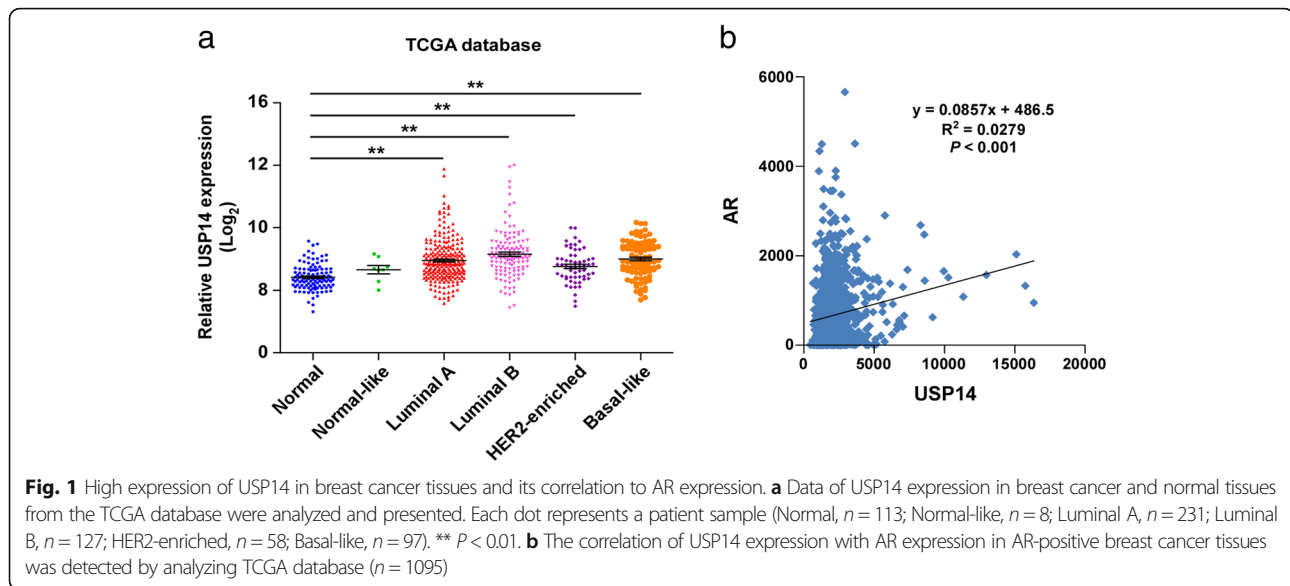 a
TCGA database
Relative USP14 expression
(Log2)
16
14
12
10
8
0
**
**
**
**
Normal
Normal-like
Luminal A
Luminal B
HER2-enriched
Basal-like
b
AR
6000
4000
2000
0
y = 0.0857x + 486.5
R² = 0.0279
P < 0.001
0 5000 10000 15000 20000
USP14
Fig. 1 High expression of USP14 in breast cancer tissues and its correlation to AR expression. a Data of USP14 expression in breast cancer and normal tissues
from the TCGA database were analyzed and presented. Each dot represents a patient sample (Normal, n = 113; Normal-like, n = 8; Luminal A, n = 231; Luminal
B, n = 127; HER2-enriched, n = 58; Basal-like, n = 97). ** P < 0.01. b The correlation of USP14 expression with AR expression in AR-positive breast cancer tissues
was detected by analyzing TCGA database (n = 1095)